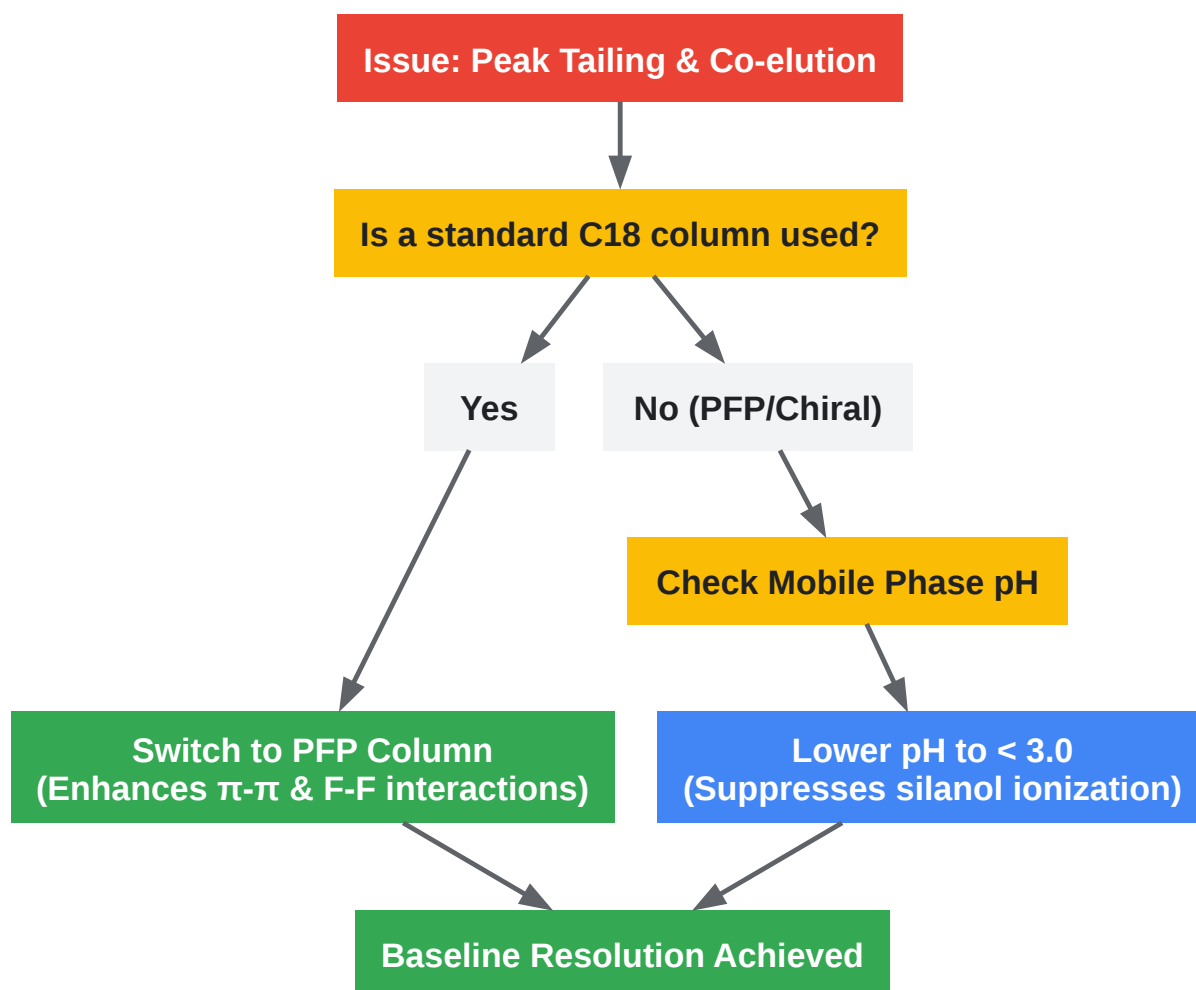 Issue: Peak Tailing & Co-elution
Is a standard C18 column used?
Yes
No (PFP/Chiral)
Check Mobile Phase pH
Switch to PFP Column
(Enhances π-π & F-F interactions)
Lower pH to < 3.0
(Suppresses silanol ionization)
Baseline Resolution Achieved